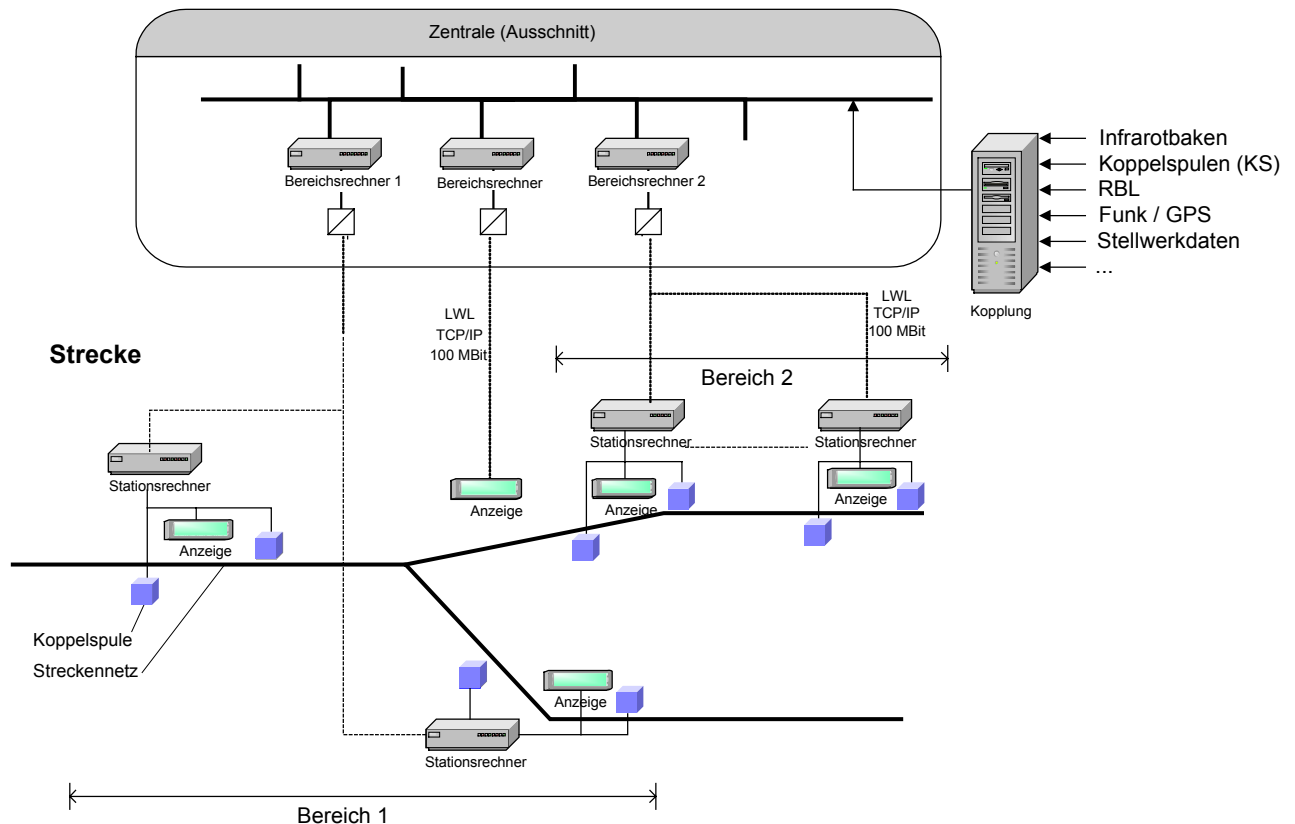 Zentrale (Ausschnitt)
Bereichsrechner 1
Bereichsrechner
Bereichsrechner 2
Infrarotbaken
Koppelspulen (KS)
RBL
Funk / GPS
Stellwerkdaten
...
Kopplung
LWL
TCP/IP
100 MBit
LWL
TCP/IP
100 MBit
Strecke
Bereich 2
Stationsrechner
Stationsrechner
Stationsrechner
Anzeige
Anzeige
Anzeige
Anzeige
Koppelspule
Streckennetz
Anzeige
Stationsrechner
Bereich 1